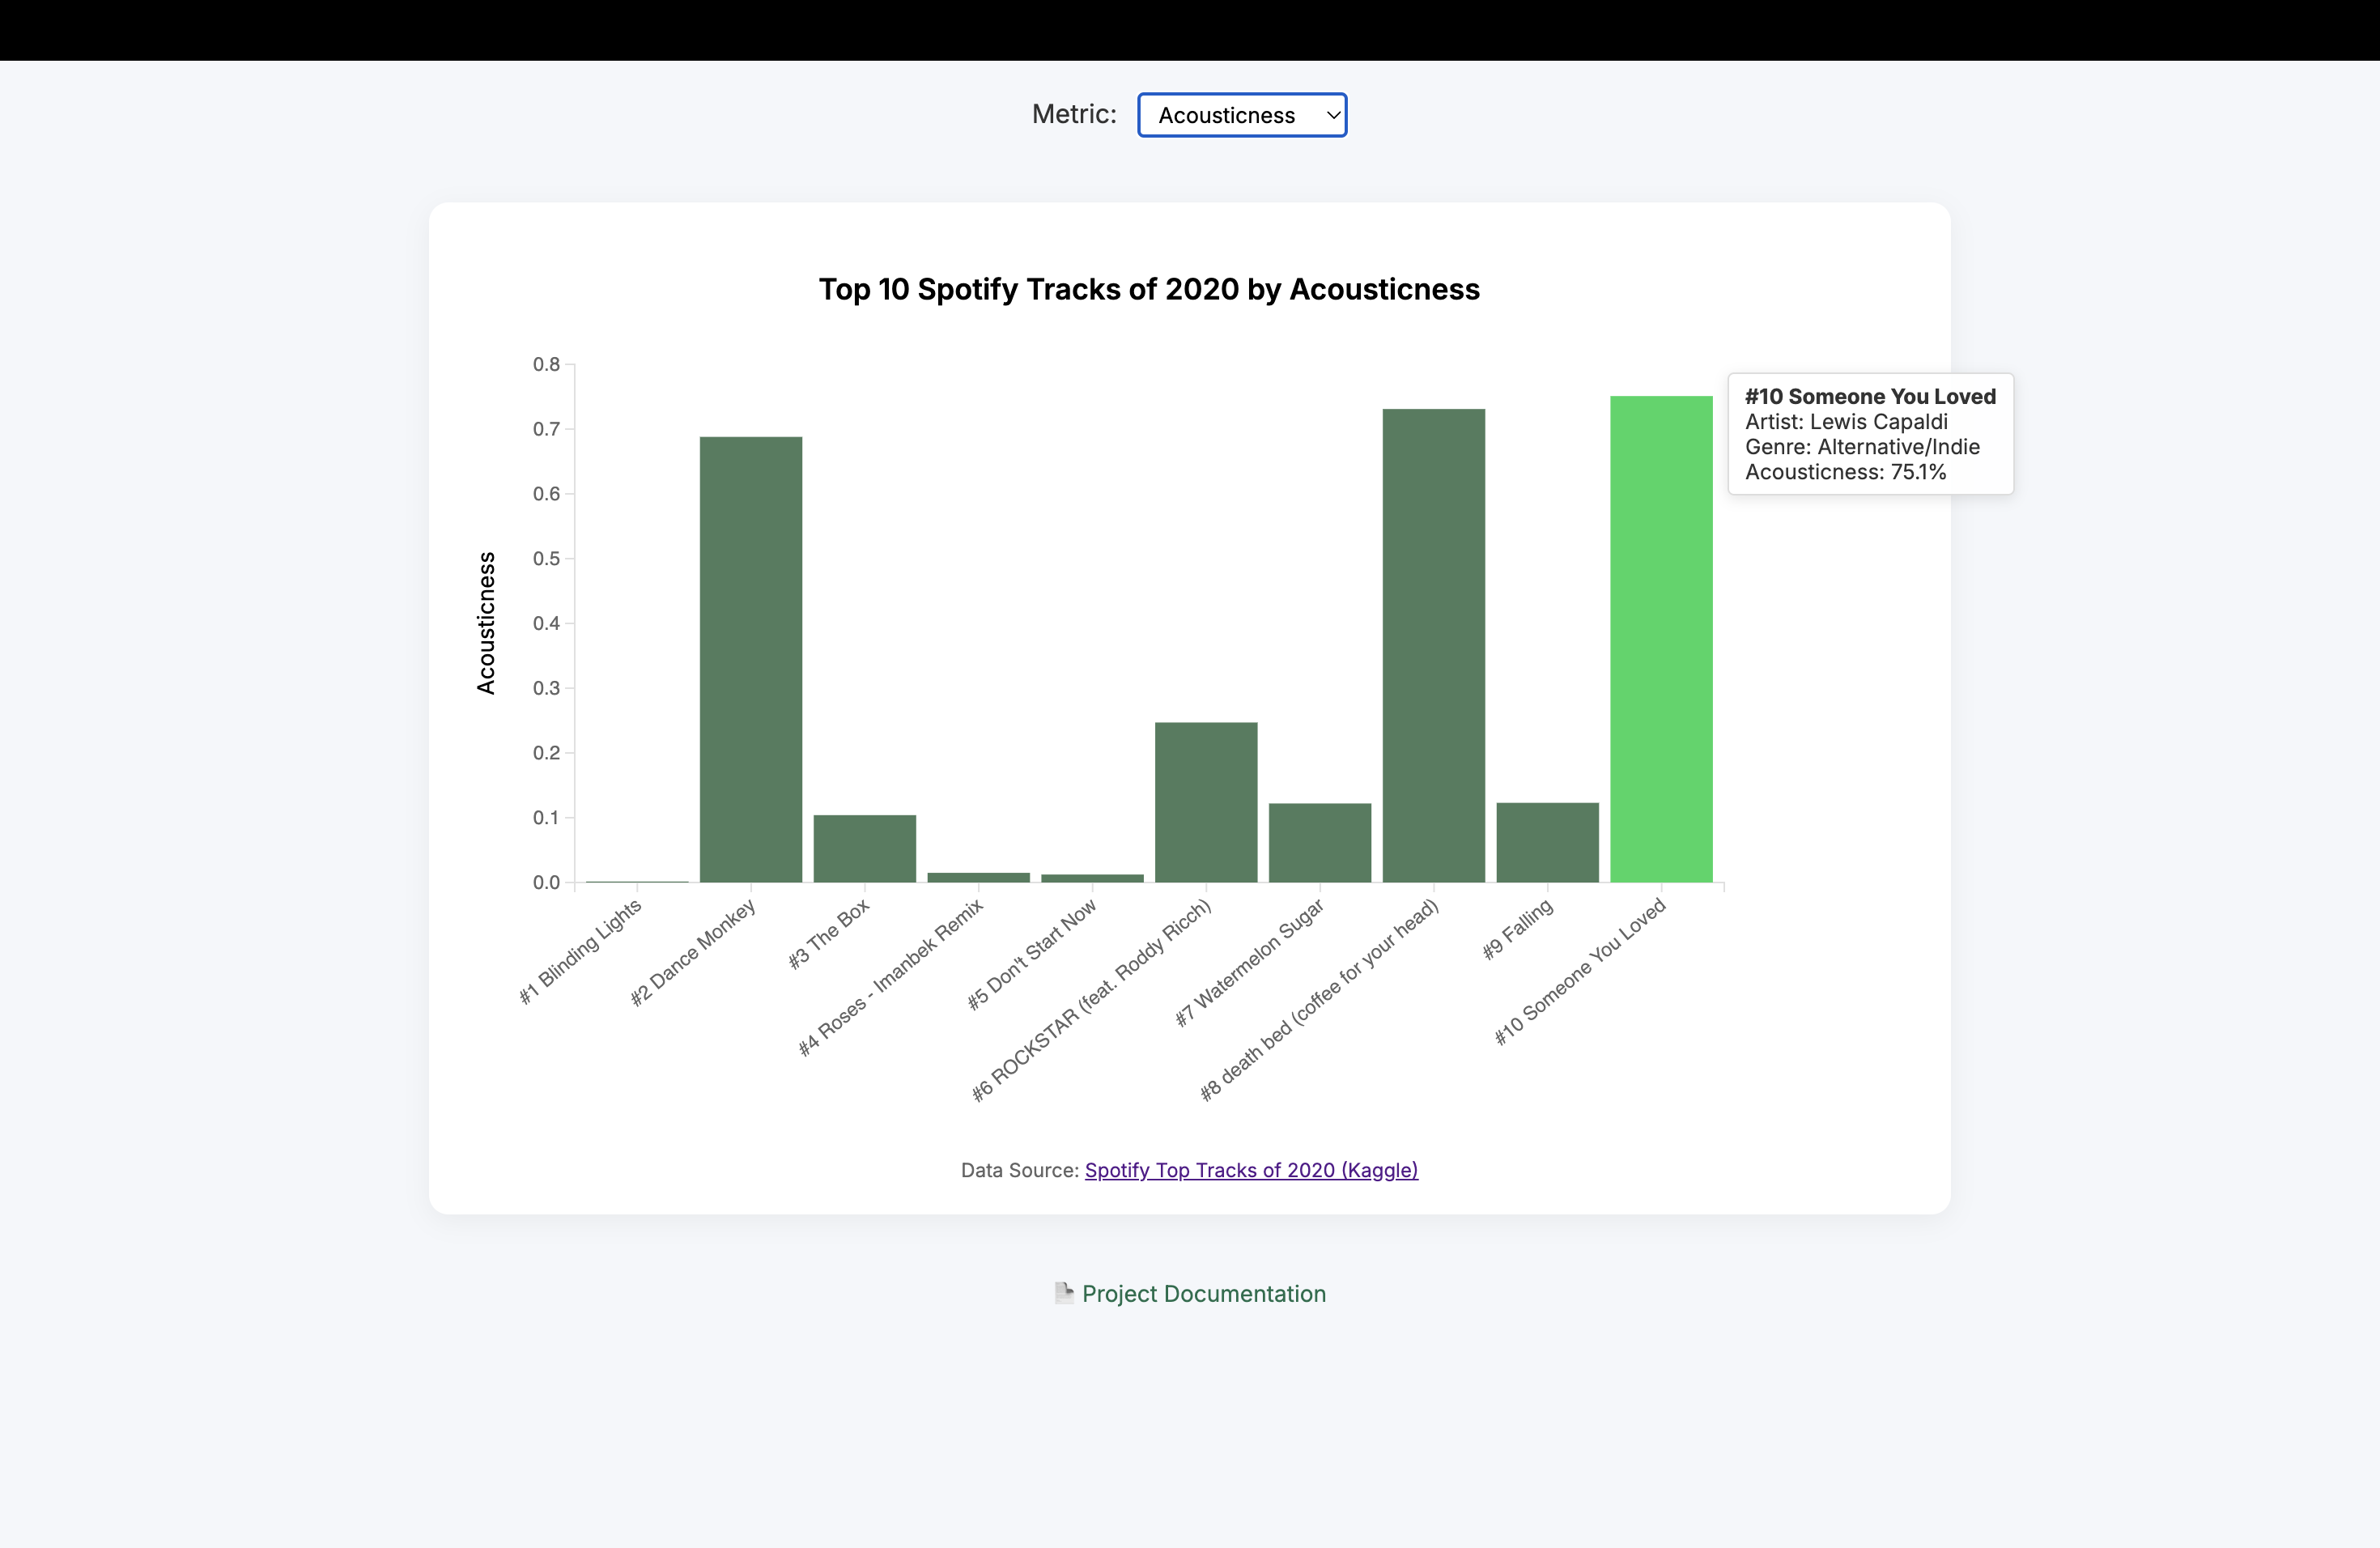 Metric:
Acousticness
Top 10 Spotify Tracks of 2020 by Acousticness
Acousticness
0.8
0.7
0.6
0.5
0.4
0.3
0.2
0.1
0.0
#10 Someone You Loved
Artist: Lewis Capaldi
Genre: Alternative/Indie
Acousticness: 75.1%
#1 Blinding Lights
#2 Dance Monkey
#3 The Box
#4 Roses - Imanbek Remix
#5 Don't Start Now
#6 ROCKSTAR (feat. Roddy Ricch)
#7 Watermelon Sugar
#8 death bed (coffee for your head)
#9 Falling
#10 Someone You Loved
Data Source: Spotify Top Tracks of 2020 (Kaggle)
Project Documentation